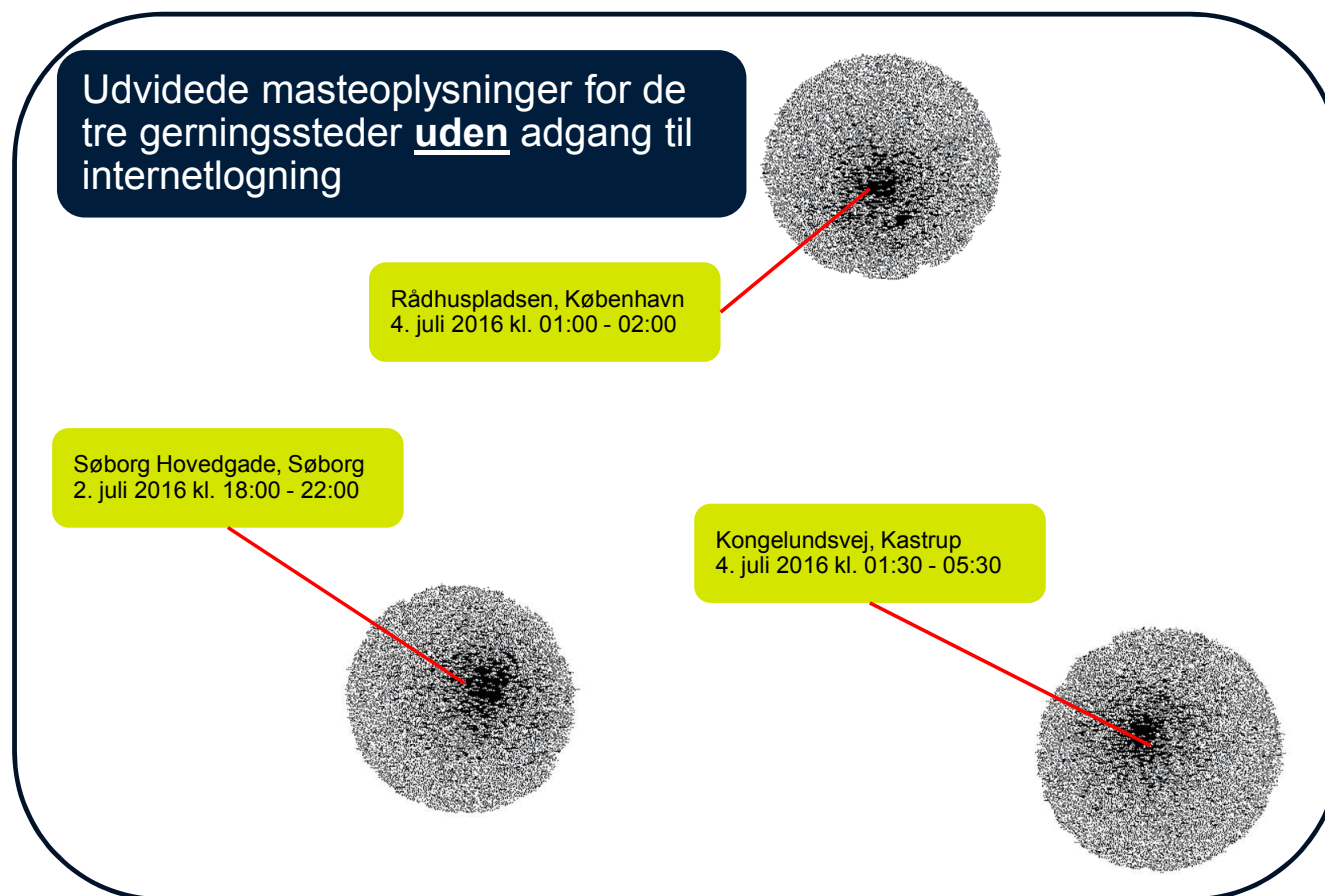 Udvidede masteoplysninger for de
tre gerningssteder uden adgang til
internetlogning
Rådhuspladsen, København
4. juli 2016 kl. 01:00 - 02:00
Søborg Hovedgade, Søborg
2. juli 2016 kl. 18:00 - 22:00
Kongelundsvej, Kastrup
4. juli 2016 kl. 01:30 - 05:30